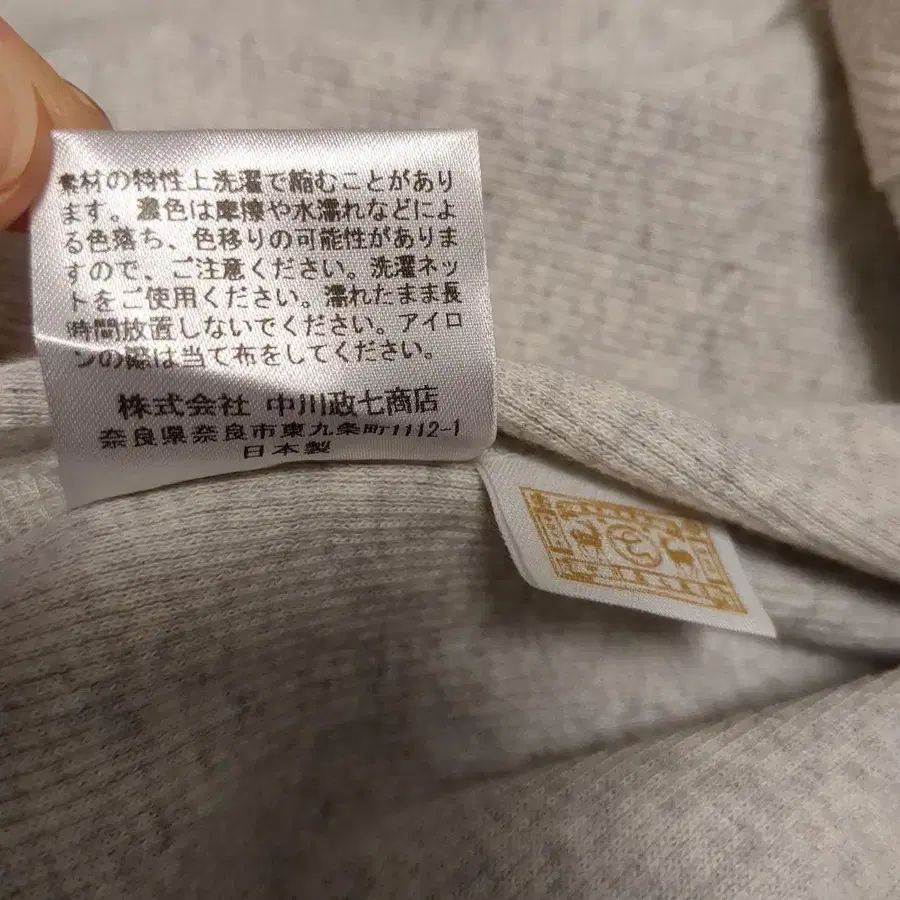 素材の特性上洗濯で縮むことがあり
ます。濃色は摩擦や水濡れなどによ
る色落ち、色移りの可能性がありま
すので、ご注意ください。洗濯ネッ
トをご使用ください。濡れたまま長
時間放置しないでください。アイロ
ンの際は当て布をしてください。
株式会社 中川政七商店
奈良県奈良市東九条町1112-1
日本製